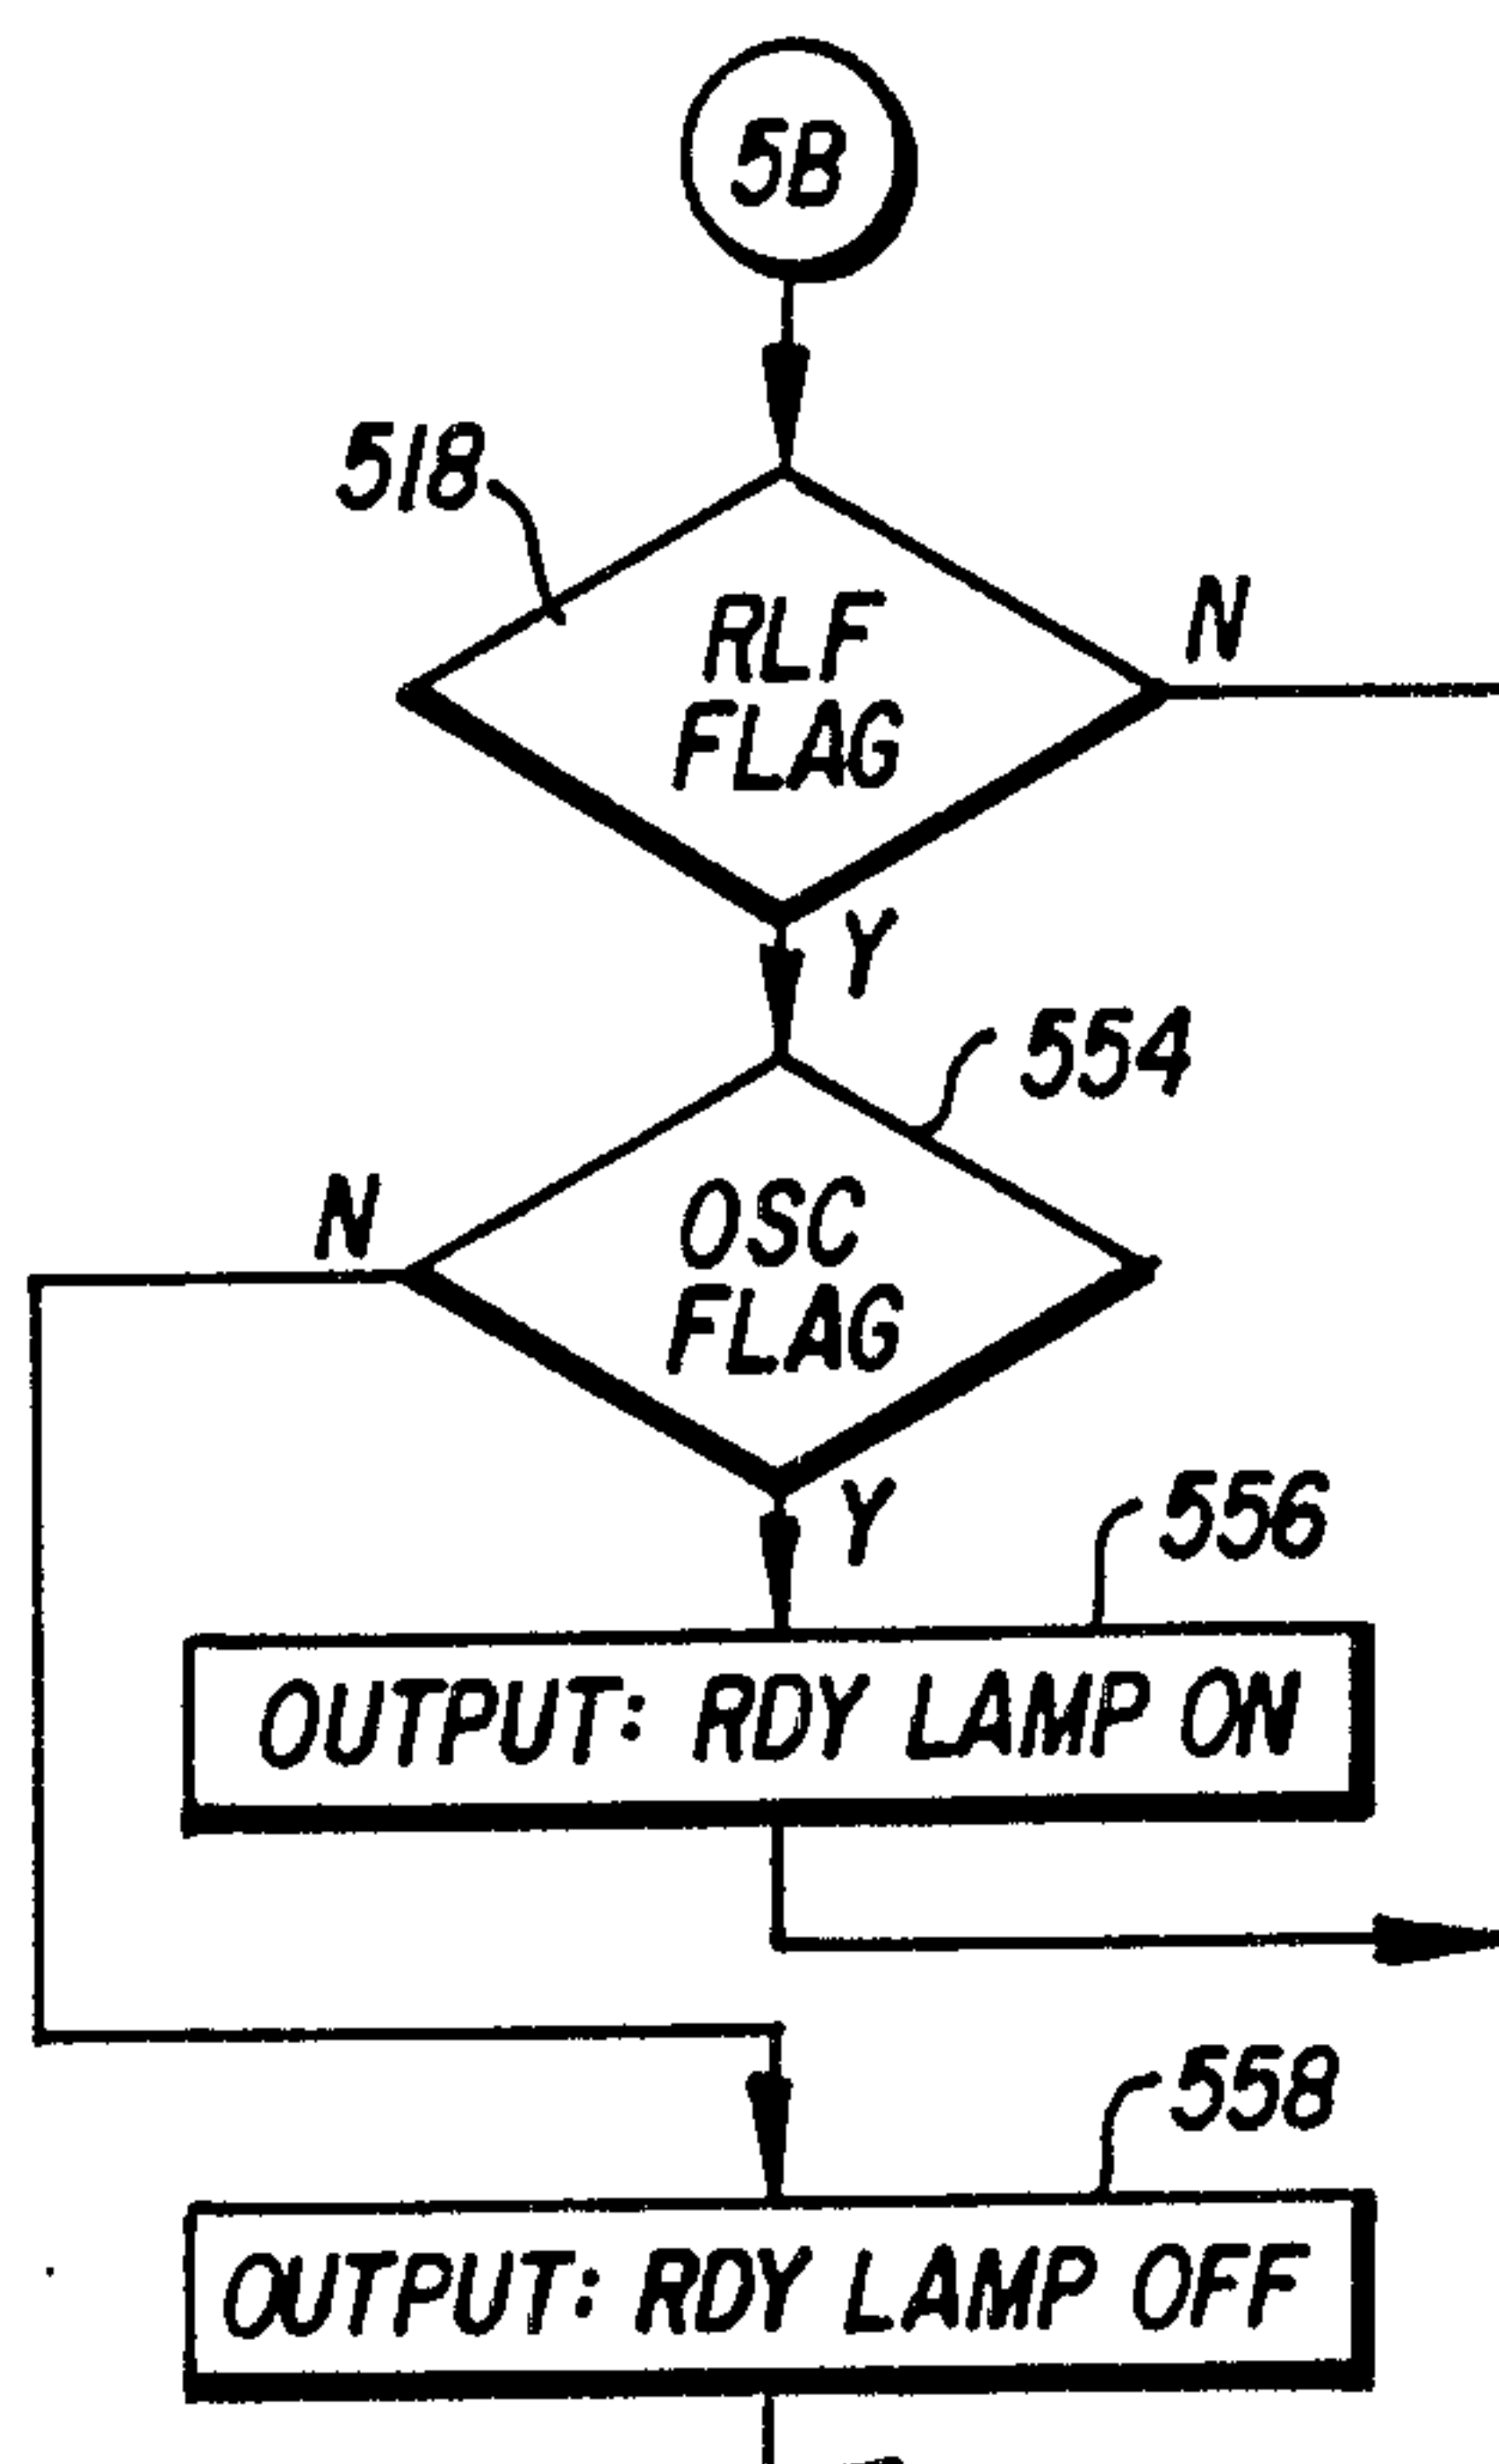 5B
518
RLF
FLAG
N
Y
554
OSC
FLAG
N
Y
556
OUTPUT: RDY LAMP ON
558
OUTPUT: RDY LAMP OFF